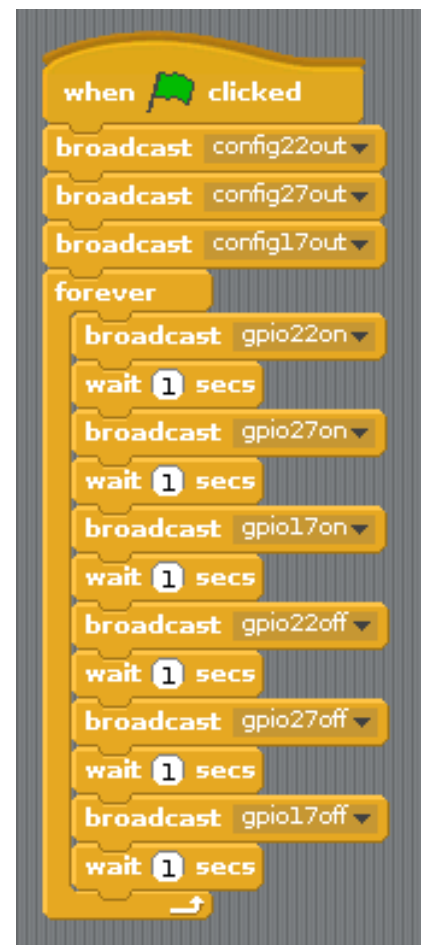 when clicked
broadcast config22out
broadcast config27out
broadcast config17out
forever
broadcast gpio22on
wait 1 secs
broadcast gpio27on
wait 1 secs
broadcast gpio17on
wait 1 secs
broadcast gpio22off
wait 1 secs
broadcast gpio27off
wait 1 secs
broadcast gpio17off
wait 1 secs